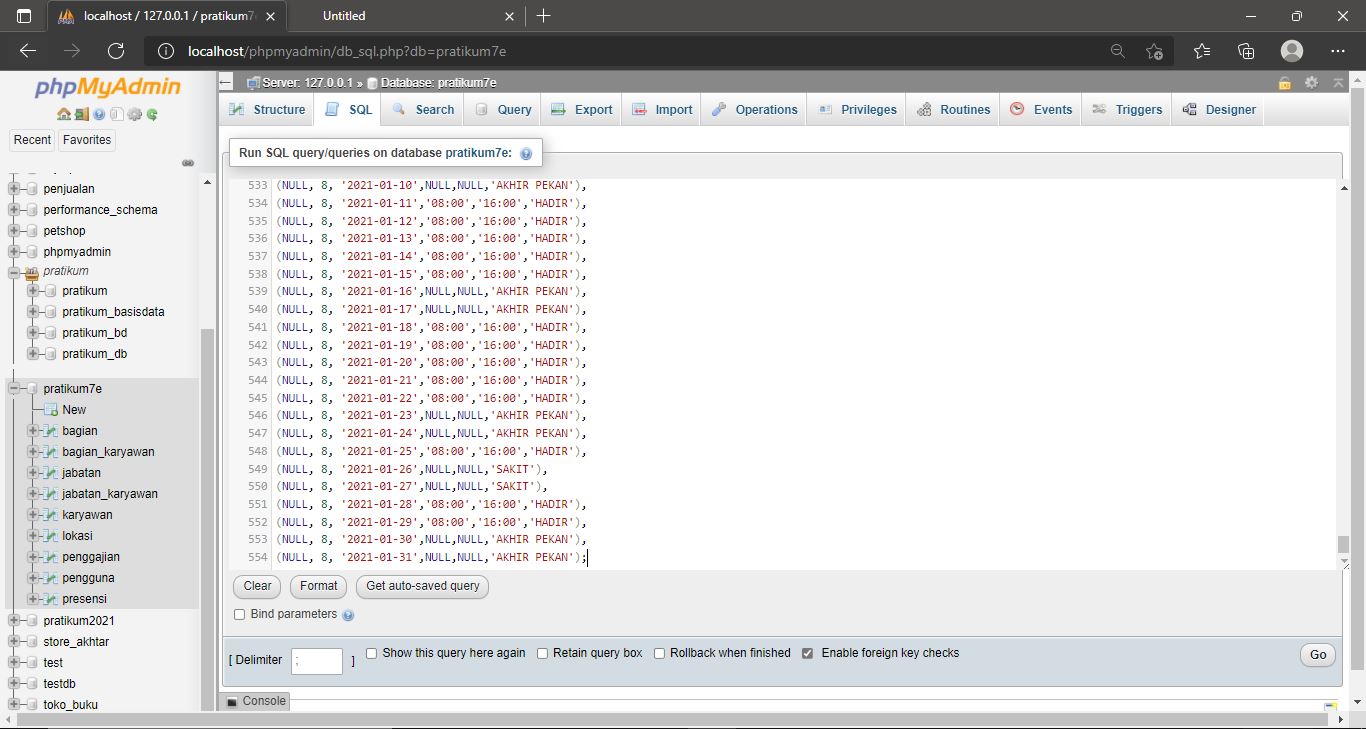 localhost / 127.0.0.1 / pratikum7
Untitled
localhost/phpmyadmin/db_sql.php?db=pratikum7e
phpMyAdmin
Recent
Favorites
penjualan
performance_schema
petshop
phpmyadmin
pratikum
pratikum
pratikum_basisdata
pratikum_bd
pratikum_db
pratikum7e
New
bagian
bagian_karyawan
jabatan
jabatan_karyawan
karyawan
lokasi
penggajian
pengguna
presensi
pratikum2021
store_akhtar
test
testdb
toko_buku
Server: 127.0.0.1 » Database: pratikum7e
Structure
SQL
Search
Query
Export
Import
Operations
Privileges
Routines
Events
Triggers
Designer
Run SQL query/queries on database pratikum7e:
533 (NULL, 8, '2021-01-10',NULL,NULL,'AKHIR PEKAN'),
534 (NULL, 8, '2021-01-11','08:00','16:00','HADIR'),
535 (NULL, 8, '2021-01-12','08:00','16:00','HADIR'),
536 (NULL, 8, '2021-01-13','08:00','16:00','HADIR'),
537 (NULL, 8, '2021-01-14','08:00','16:00','HADIR'),
538 (NULL, 8, '2021-01-15','08:00','16:00','HADIR'),
539 (NULL, 8, '2021-01-16',NULL,NULL,'AKHIR PEKAN'),
540 (NULL, 8, '2021-01-17',NULL,NULL,'AKHIR PEKAN'),
541 (NULL, 8, '2021-01-18','08:00','16:00','HADIR'),
542 (NULL, 8, '2021-01-19','08:00','16:00','HADIR'),
543 (NULL, 8, '2021-01-20','08:00','16:00','HADIR'),
544 (NULL, 8, '2021-01-21','08:00','16:00','HADIR'),
545 (NULL, 8, '2021-01-22','08:00','16:00','HADIR'),
546 (NULL, 8, '2021-01-23',NULL,NULL,'AKHIR PEKAN'),
547 (NULL, 8, '2021-01-24',NULL,NULL,'AKHIR PEKAN'),
548 (NULL, 8, '2021-01-25','08:00','16:00','HADIR'),
549 (NULL, 8, '2021-01-26',NULL,NULL,'SAKIT'),
550 (NULL, 8, '2021-01-27',NULL,NULL,'SAKIT'),
551 (NULL, 8, '2021-01-28','08:00','16:00','HADIR'),
552 (NULL, 8, '2021-01-29','08:00','16:00','HADIR'),
553 (NULL, 8, '2021-01-30',NULL,NULL,'AKHIR PEKAN'),
554 (NULL, 8, '2021-01-31',NULL,NULL,'AKHIR PEKAN');
Clear
Format
Get auto-saved query
Bind parameters
[ Delimiter ; ]
Show this query here again
Retain query box
Rollback when finished
Enable foreign key checks
Go
Console